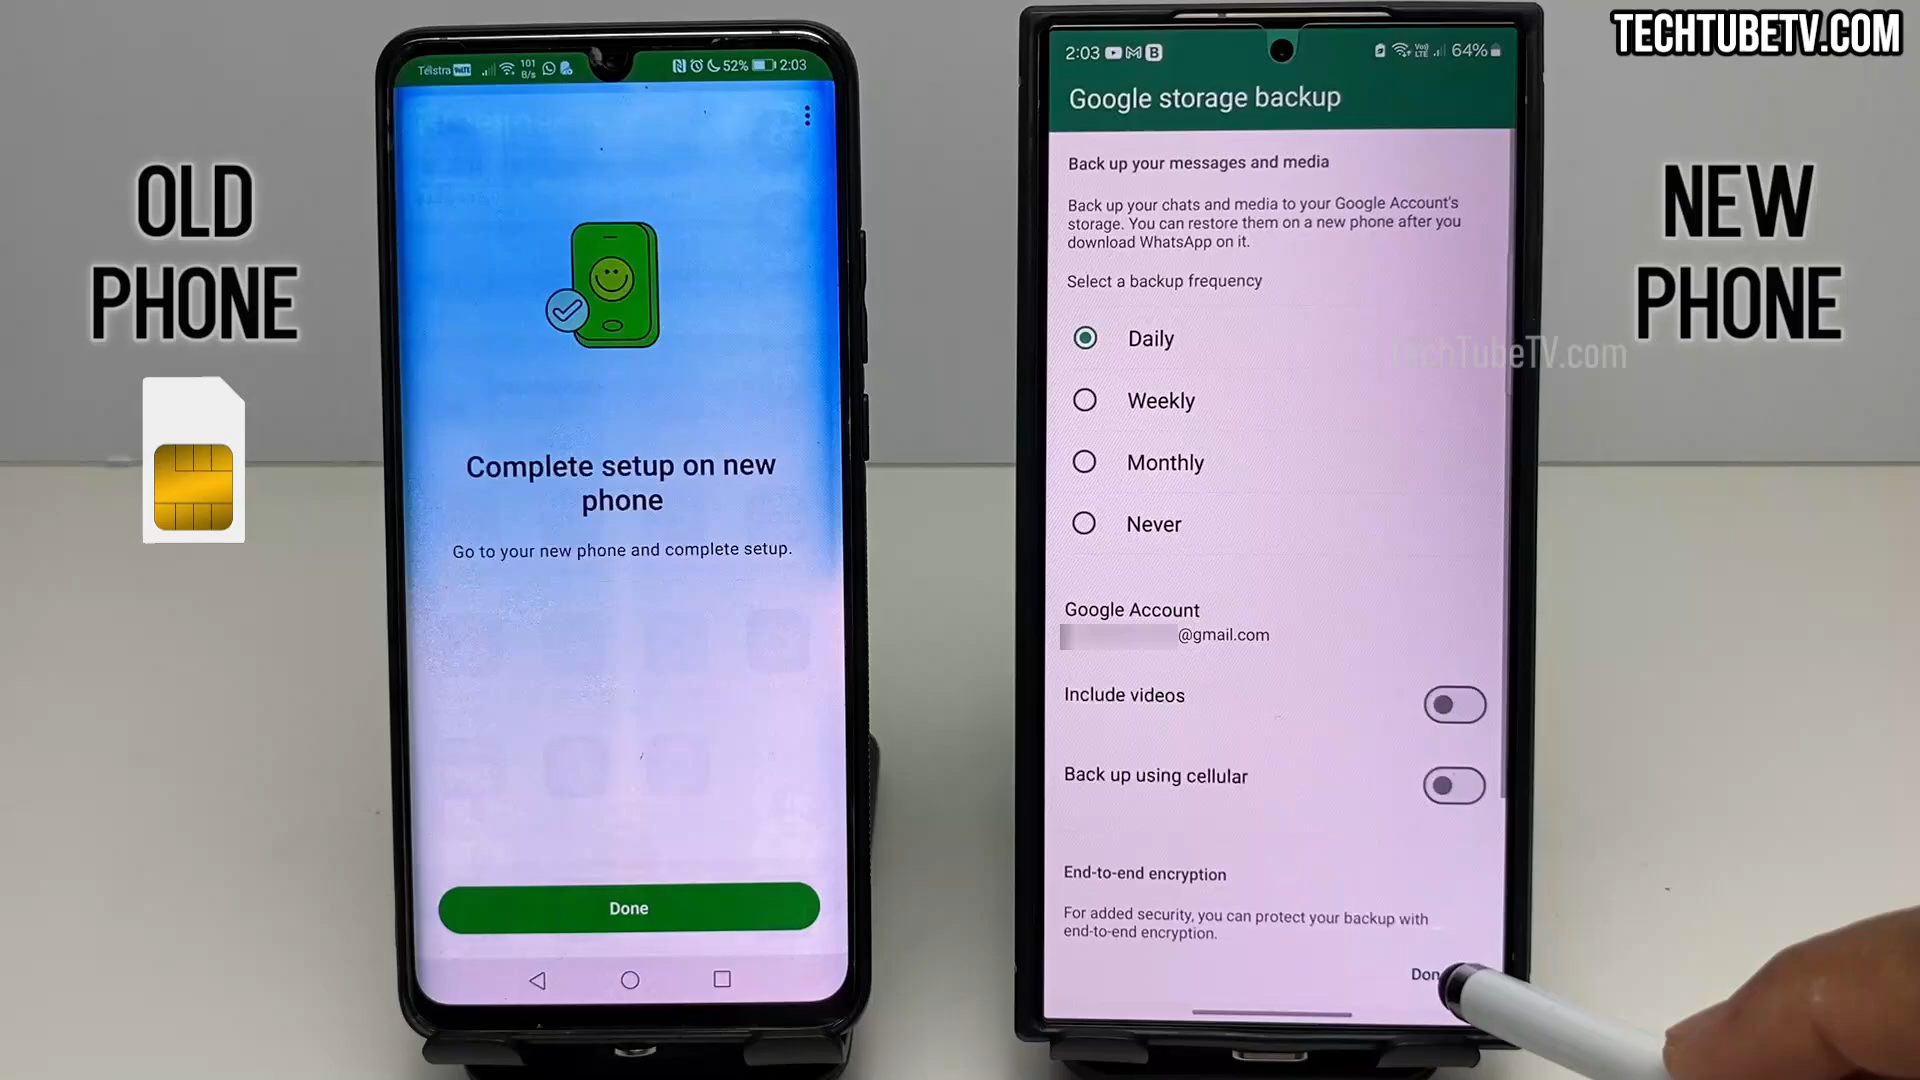 TECHTUBETV.COM
OLD
PHONE
Telstra VoLTE 101 B/s 52% 2:03
Complete setup on new
phone
Go to your new phone and complete setup.
Done
2:03 B Vo) LTE 64%
Google storage backup
Back up your messages and media
Back up your chats and media to your Google Account's
storage. You can restore them on a new phone after you
download WhatsApp on it.
Select a backup frequency
Daily
Weekly
Monthly
Never
Google Account
@gmail.com
Include videos
Back up using cellular
End-to-end encryption
For added security, you can protect your backup with
end-to-end encryption.
Don
NEW
PHONE
TechTubeTV.com